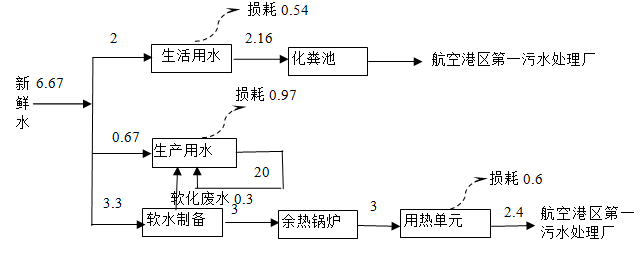 损耗 0.54
2
生活用水
2.16
化粪池
航空港区第一污水处理厂
新鲜水
6.67
损耗 0.97
0.67
生产用水
20
软化废水 0.3
3.3
软水制备
3
余热锅炉
3
用热单元
损耗 0.6
2.4
航空港区第一
污水处理厂